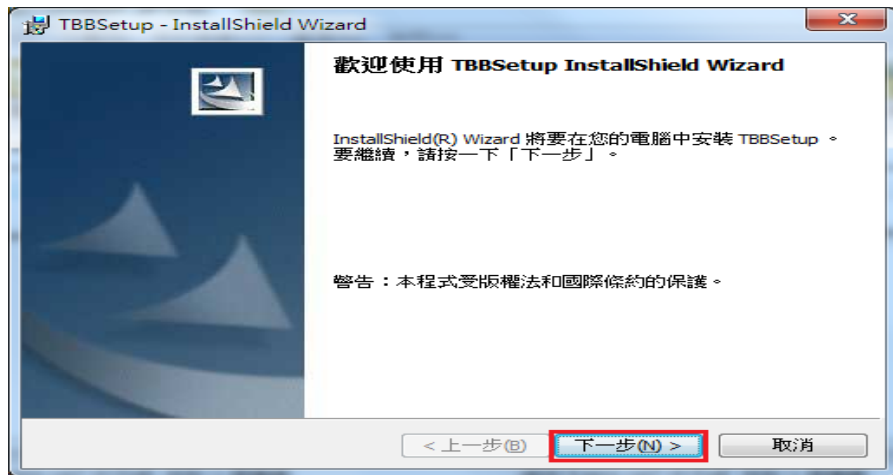 TBBSetup - InstallShield Wizard
歡迎使用 TBBSetup InstallShield Wizard
InstallShield(R) Wizard 將要在您的電腦中安裝 TBBSetup。
要繼續，請按一下「下一步」。
警告：本程式受版權法和國際條約的保護。
< 上一步(B)
下一步(N) >
取消